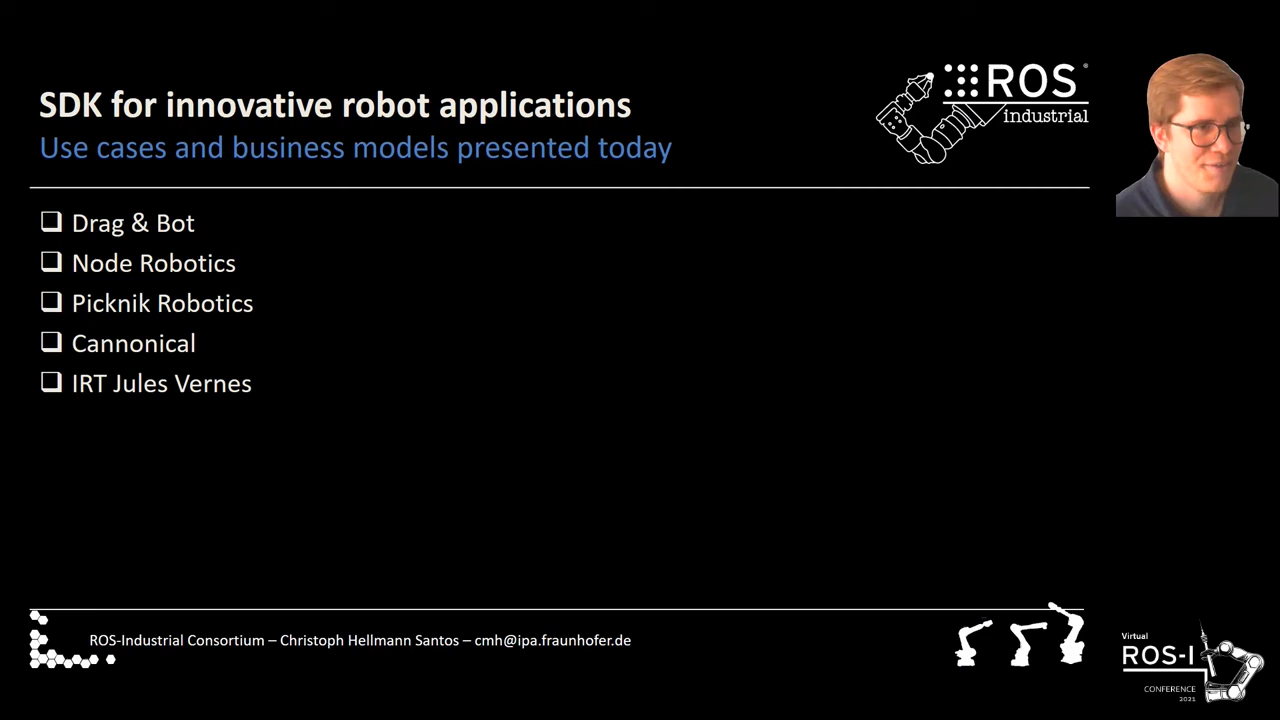 SDK for innovative robot applications
Use cases and business models presented today
ROS
industrial
Drag & Bot
Node Robotics
Picknik Robotics
Cannonical
IRT Jules Vernes
ROS-Industrial Consortium – Christoph Hellmann Santos – cmh@ipa.fraunhofer.de
Virtual
ROS-I
CONFERENCE
2021